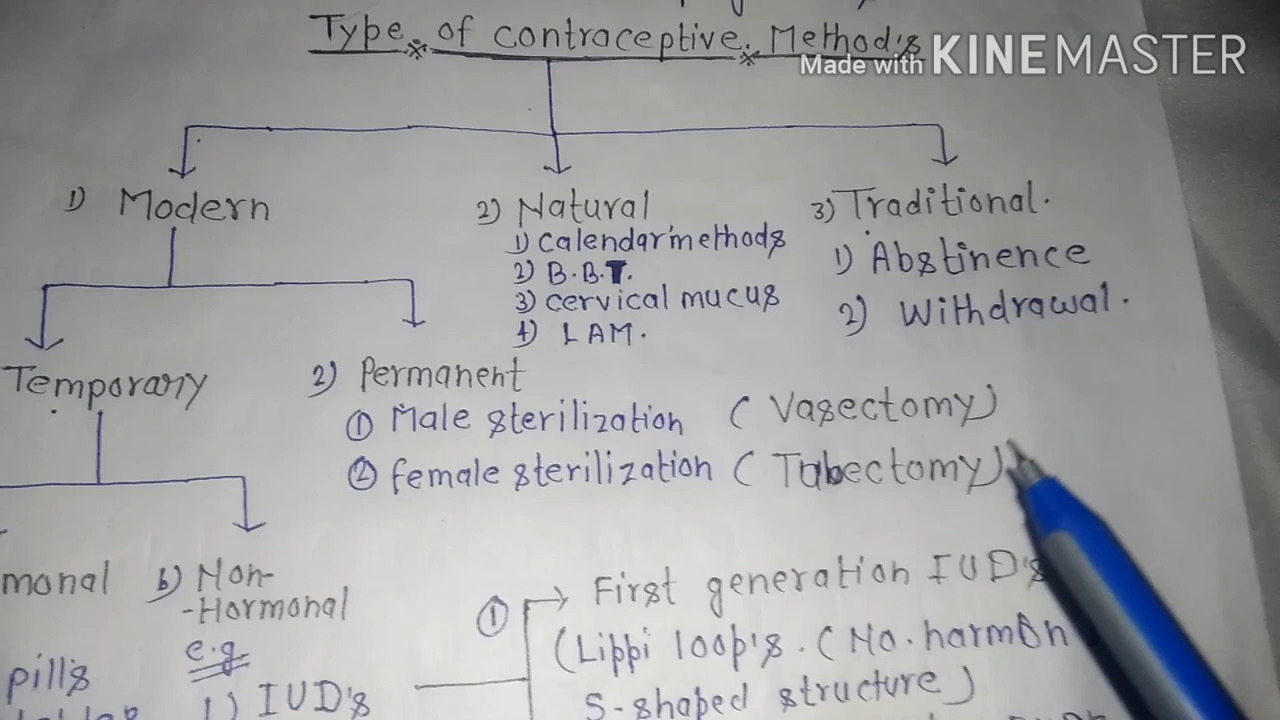 Type of contraceptive Method's
Made with KINEMASTER
1) Modern
2) Natural
1) Calendar methods
2) B.B.T.
3) cervical mucus
4) LAM.
3) Traditional.
1) Abstinence
2) Withdrawal.
Temporary
2) Permanent
① Male sterilization (Vasectomy)
② female sterilization (Tubectomy)
monal
b) Non-
-Hormonal
e.g
1) IUD's
pills
① First generation IUD's
(Lippi loop's. (No. harmon
S-shaped structure)